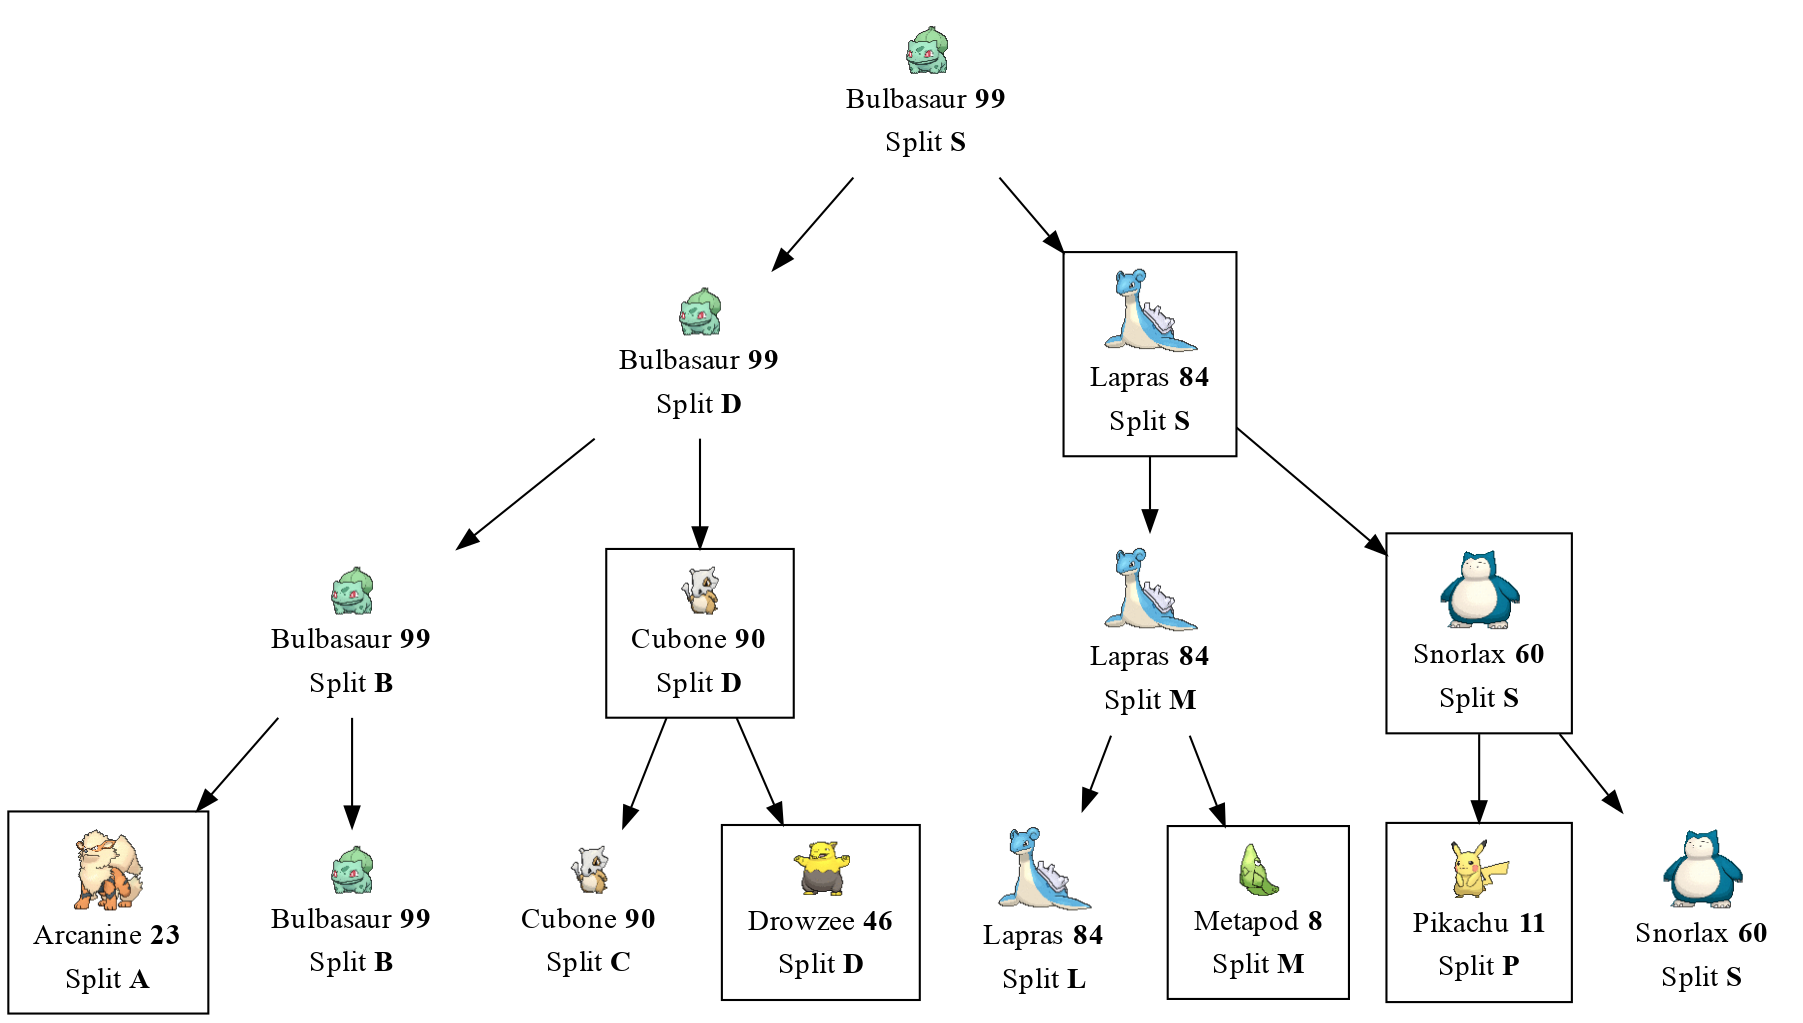 Bulbasaur 99
Split S
Bulbasaur 99
Split D
Lapras 84
Split S
Bulbasaur 99
Split B
Cubone 90
Split D
Lapras 84
Split M
Snorlax 60
Split S
Arcanine 23
Split A
Bulbasaur 99
Split B
Cubone 90
Split C
Drowzee 46
Split D
Lapras 84
Split L
Metapod 8
Split M
Pikachu 11
Split P
Snorlax 60
Split S